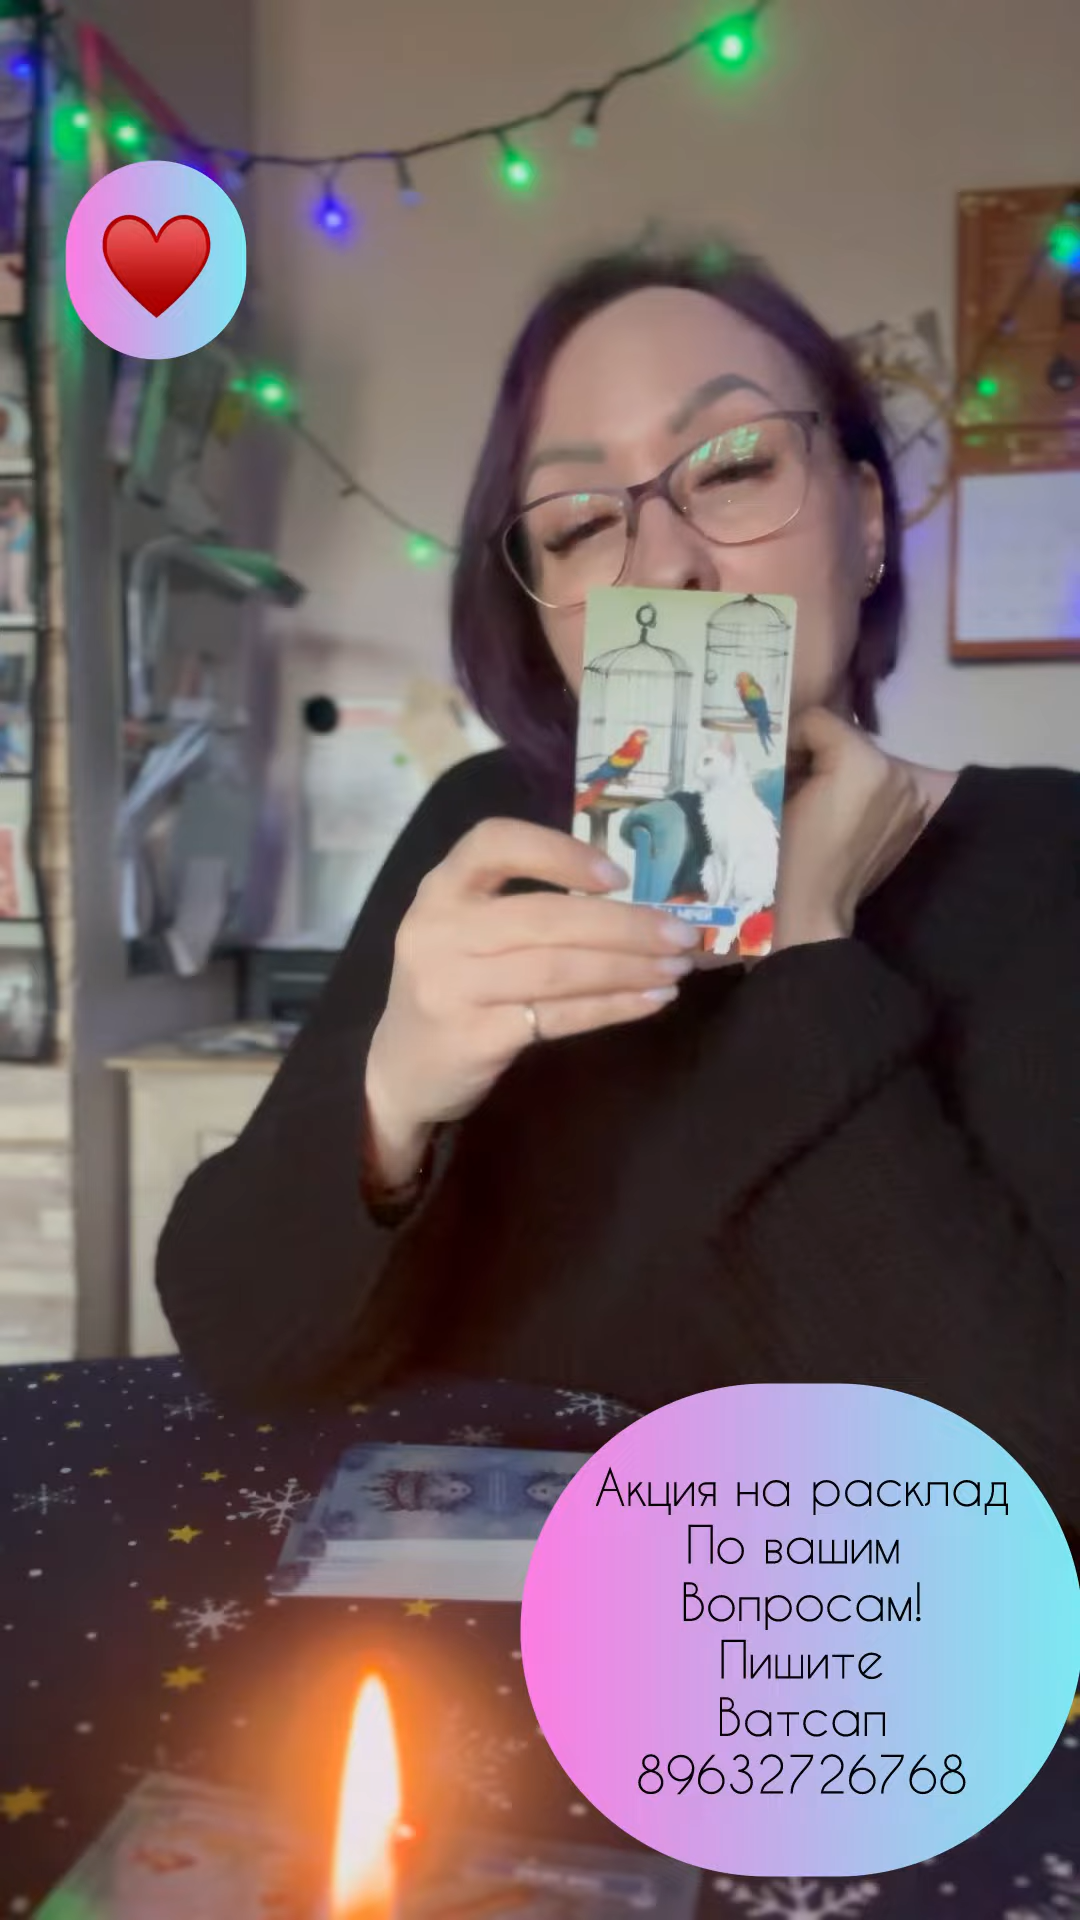 Акция на расклад
По вашим
Вопросам!
Пишите
Ватсап
89632726768